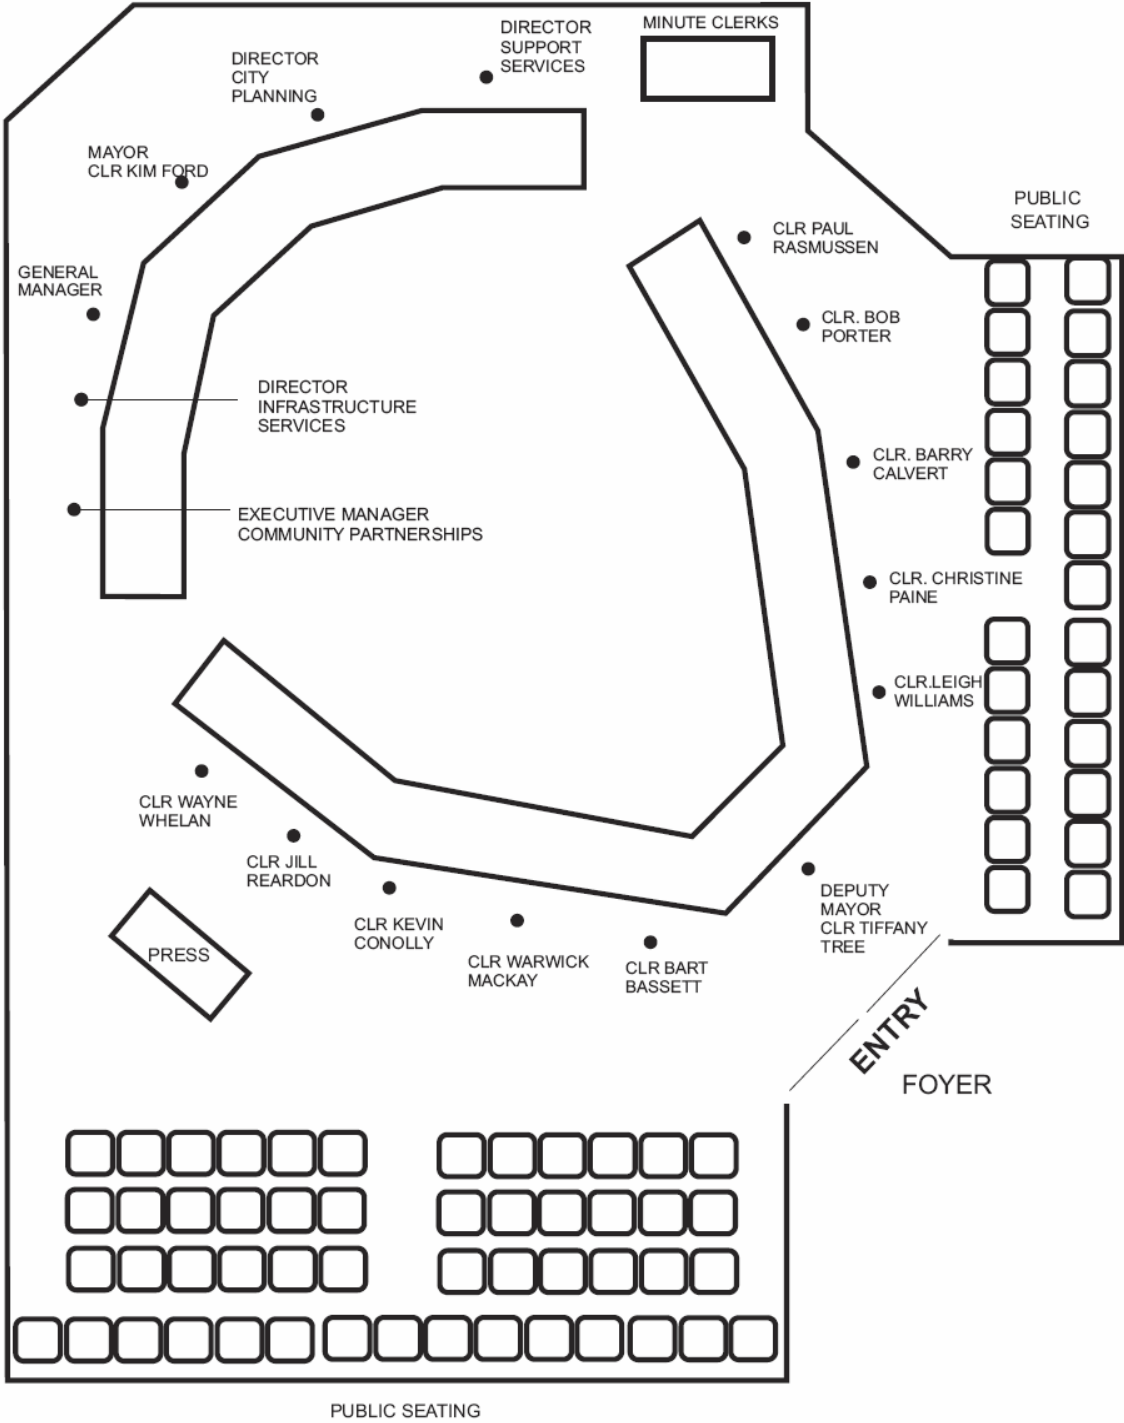 MINUTE CLERKS
DIRECTOR
SUPPORT
SERVICES
DIRECTOR
CITY
PLANNING
MAYOR
CLR KIM FORD
GENERAL
MANAGER
DIRECTOR
INFRASTRUCTURE
SERVICES
EXECUTIVE MANAGER
COMMUNITY PARTNERSHIPS
CLR PAUL
RASMUSSEN
CLR. BOB
PORTER
CLR. BARRY
CALVERT
CLR. CHRISTINE
PAINE
CLR.LEIGH
WILLIAMS
PUBLIC
SEATING
CLR WAYNE
WHELAN
CLR JILL
REARDON
CLR KEVIN
CONOLLY
CLR WARWICK
MACKAY
CLR BART
BASSETT
DEPUTY
MAYOR
CLR TIFFANY
TREE
PRESS
ENTRY
FOYER
PUBLIC SEATING